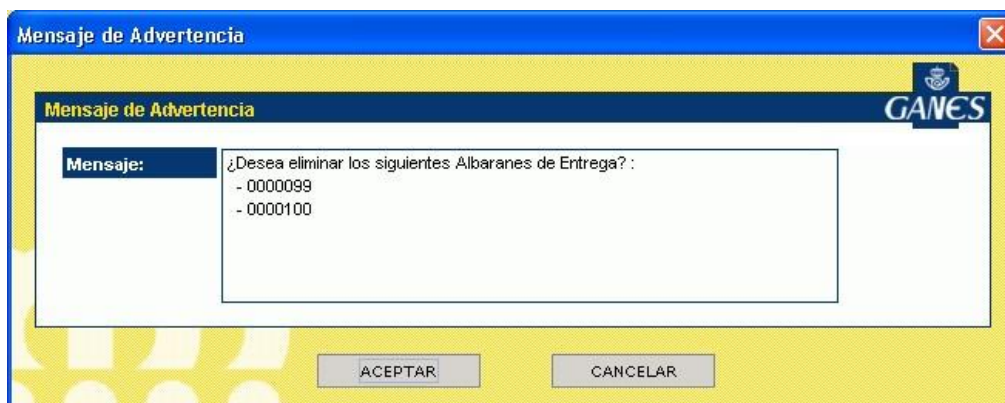 Mensaje de Advertencia
GANES
Mensaje de Advertencia
Mensaje:
¿Desea eliminar los siguientes Albaranes de Entrega? :
- 0000099
- 0000100
ACEPTAR
CANCELAR